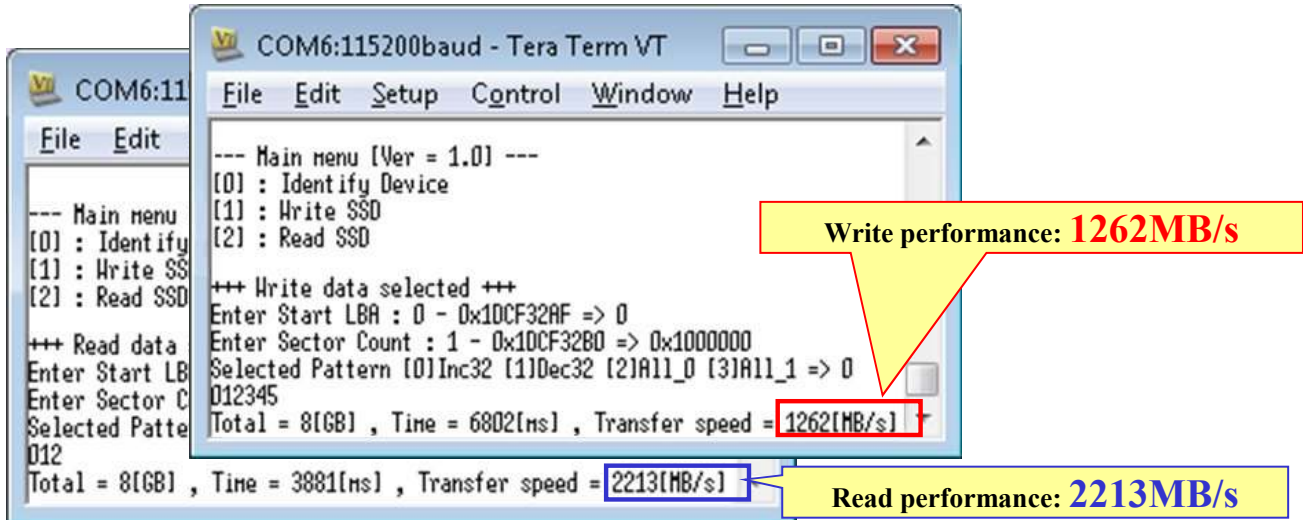 COM6:115200baud - Tera Term VT
File Edit Setup Control Window Help
--- Main menu [Ver = 1.0] ---
[0] : Identify Device
[1] : Write SSD
[2] : Read SSD
+++ Write data selected +++
Enter Start LBA : 0 - 0x1DCF32AF => 0
Enter Sector Count : 1 - 0x1DCF32B0 => 0x1000000
Selected Pattern [0]Inc32 [1]Dec32 [2]All_0 [3]All_1 => 0
012345
Total = 8[GB] , Time = 6802[ms] , Transfer speed = 1262[MB/s]
Write performance: 1262MB/s
COM6:11
File Edit
--- Main menu
[0] : Identify
[1] : Write SS
[2] : Read SSD
+++ Read data
Enter Start LB
Enter Sector C
Selected Patte
012
Total = 8[GB] , Time = 3881[ms] , Transfer speed = 2213[MB/s]
Read performance: 2213MB/s